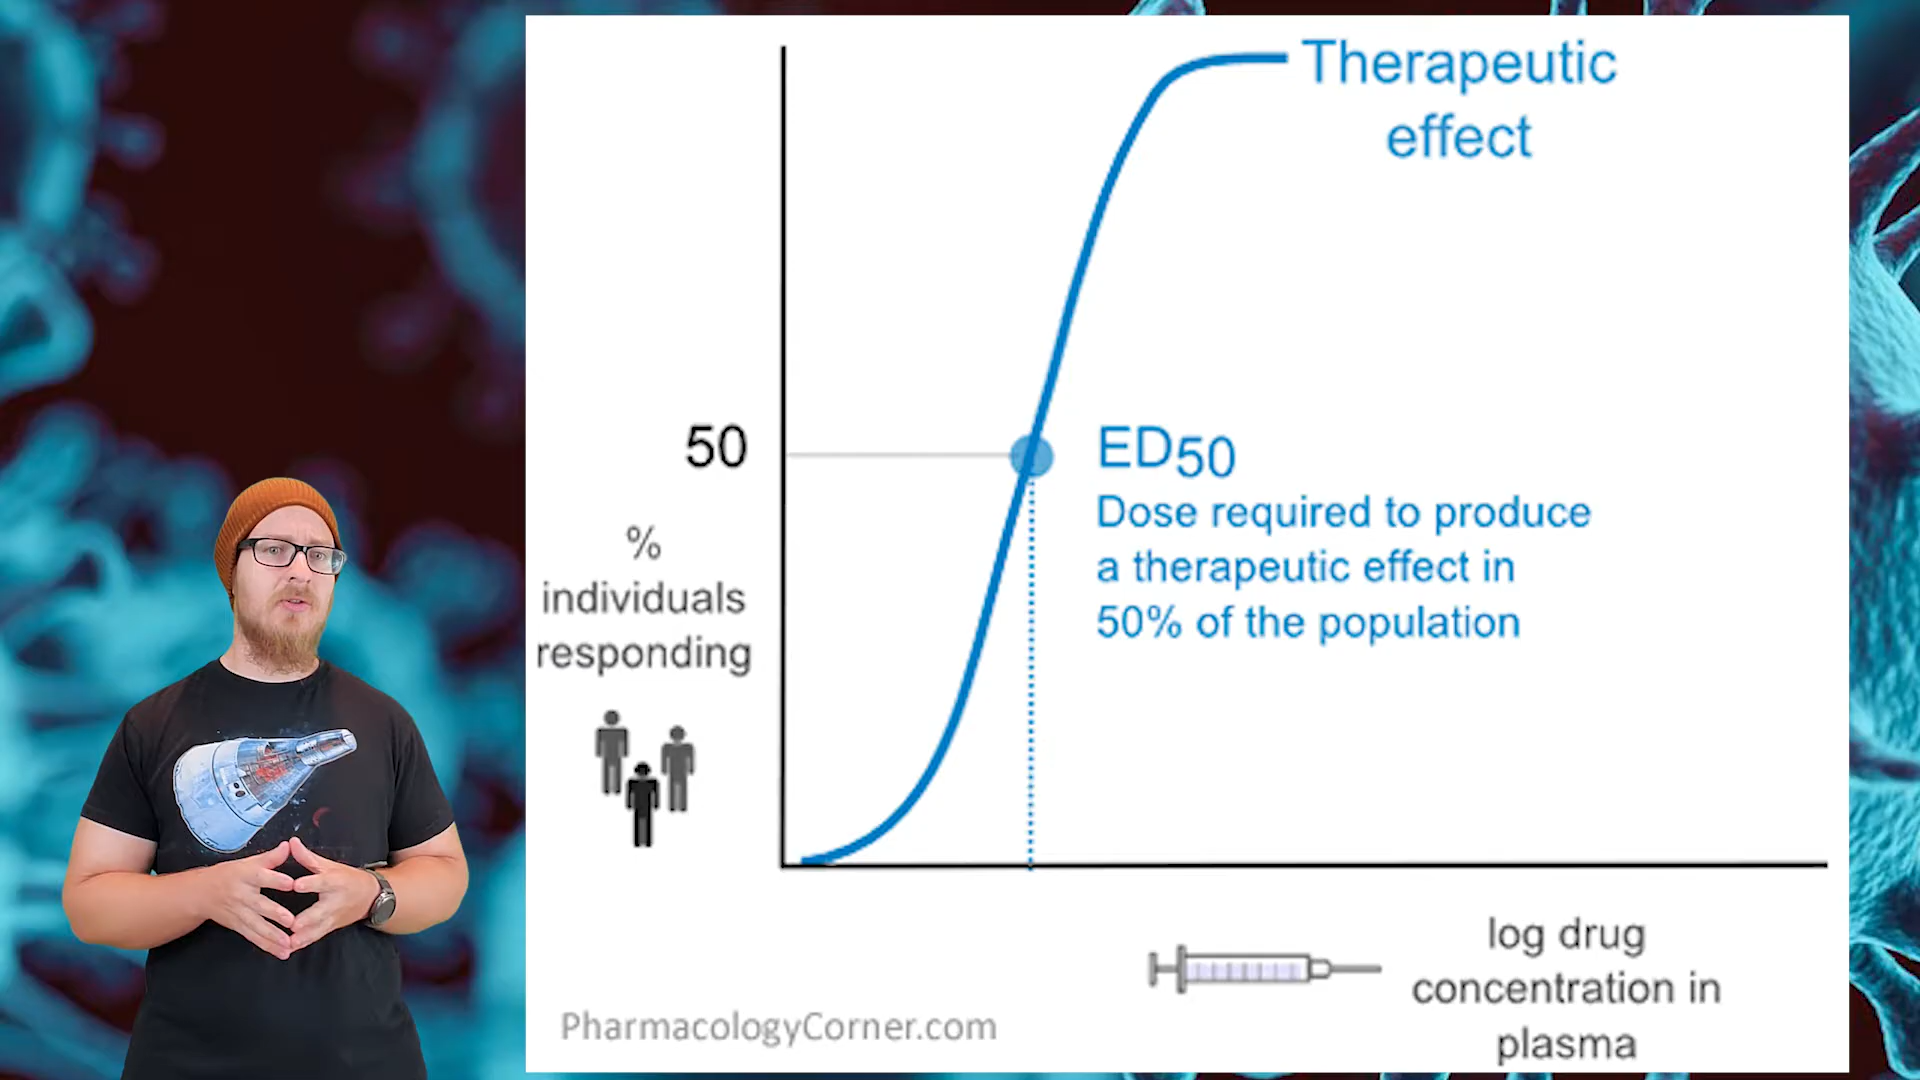 Therapeutic
effect
50
ED50
Dose required to produce
a therapeutic effect in
50% of the population
%
individuals
responding
log drug
concentration in
plasma
PharmacologyCorner.com